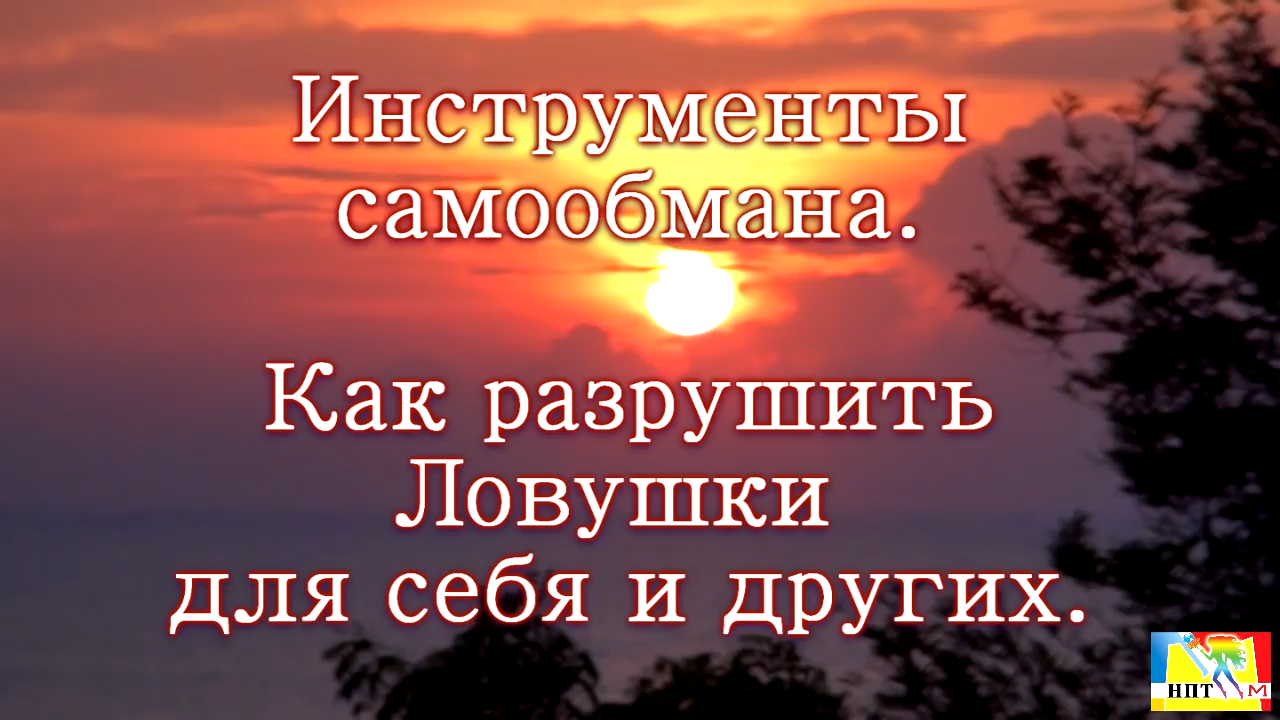 Инструменты
самообмана.
Как разрушить
Ловушки
для себя и других.
НПТ М